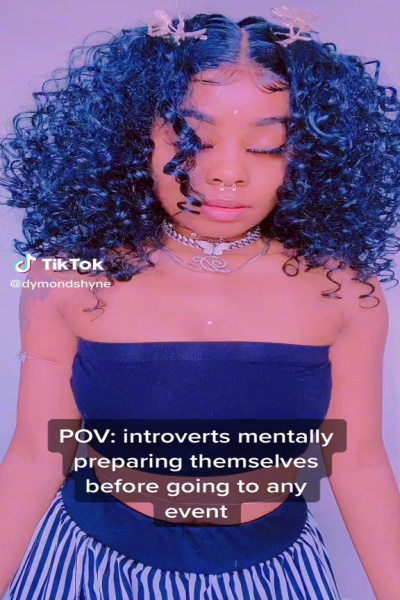 TikTok
@dymondshyne
POV: introverts mentally
preparing themselves
before going to any
event